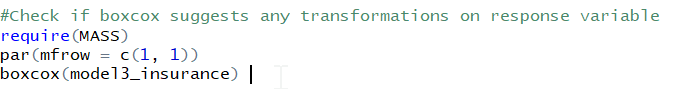 #Check if boxcox suggests any transformations on response variable
require(MASS)
par(mfrow = c(1, 1))
boxcox(model3_insurance)